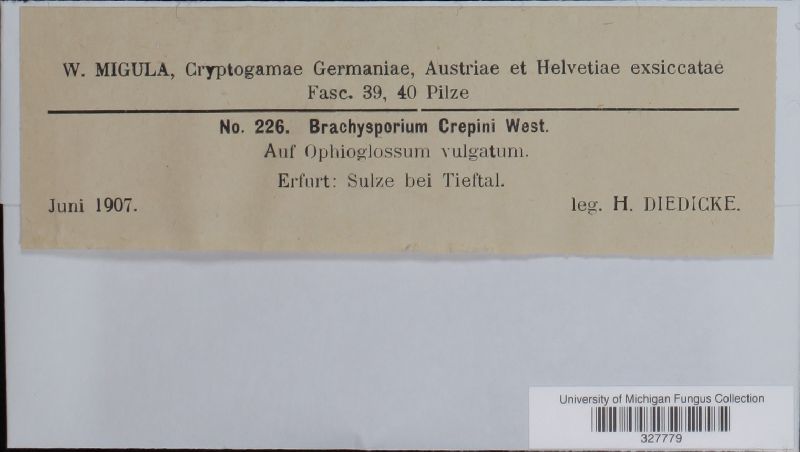 W. MIGULA, Cryptogamae Germaniae, Austriae et Helvetiae exsiccatae
Fasc. 39, 40 Pilze
No. 226. Brachysporium Crepini West.
Auf Ophioglossum vulgatum.
Erfurt: Sulze bei Tieftal.
Juni 1907. leg. H. DIEDICKE.
University of Michigan Fungus Collection
327779